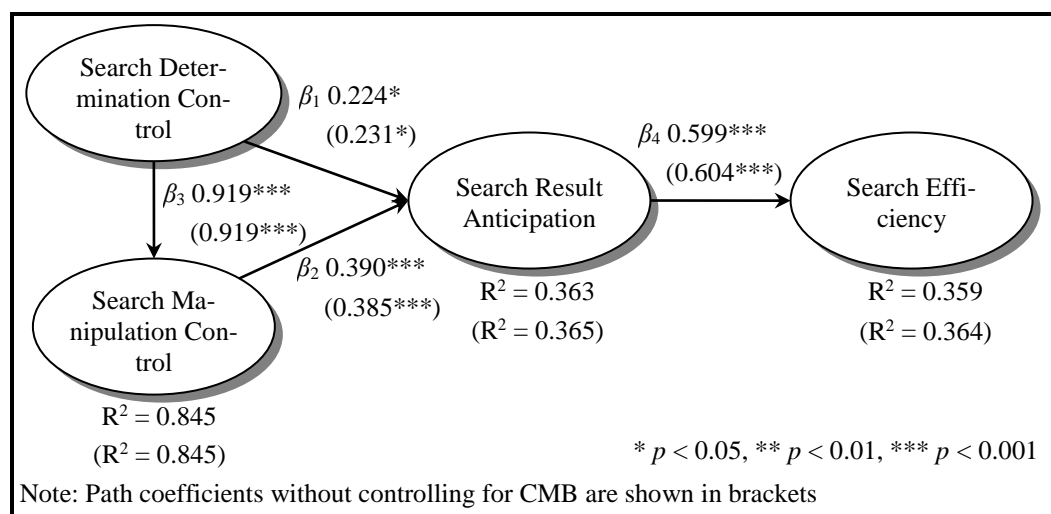 Search Deter-
mination Con-
trol
β1 0.224*
(0.231*)
β3 0.919***
(0.919***)
β2 0.390***
(0.385***)
Search Ma-
nipulation Con-
trol
R² = 0.845
(R² = 0.845)
Search Result
Anticipation
R² = 0.363
(R² = 0.365)
β4 0.599***
(0.604***)
Search Effi-
ciency
R² = 0.359
(R² = 0.364)
* p < 0.05, ** p < 0.01, *** p < 0.001
Note: Path coefficients without controlling for CMB are shown in brackets